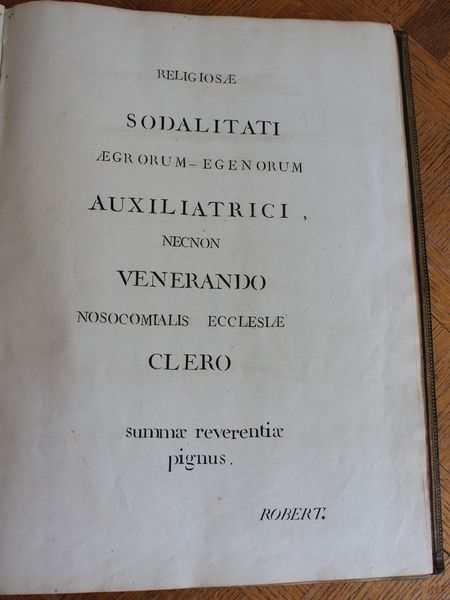 RELIGIOSÆ
SODALITATI
ÆGRORUM-EGENORUM
AUXILIATRICI,
NECNON
VENERANDO
NOSOCOMIALIS ECCLESIÆ
CLERO
summæ reverentiæ
pignus.
ROBERT.